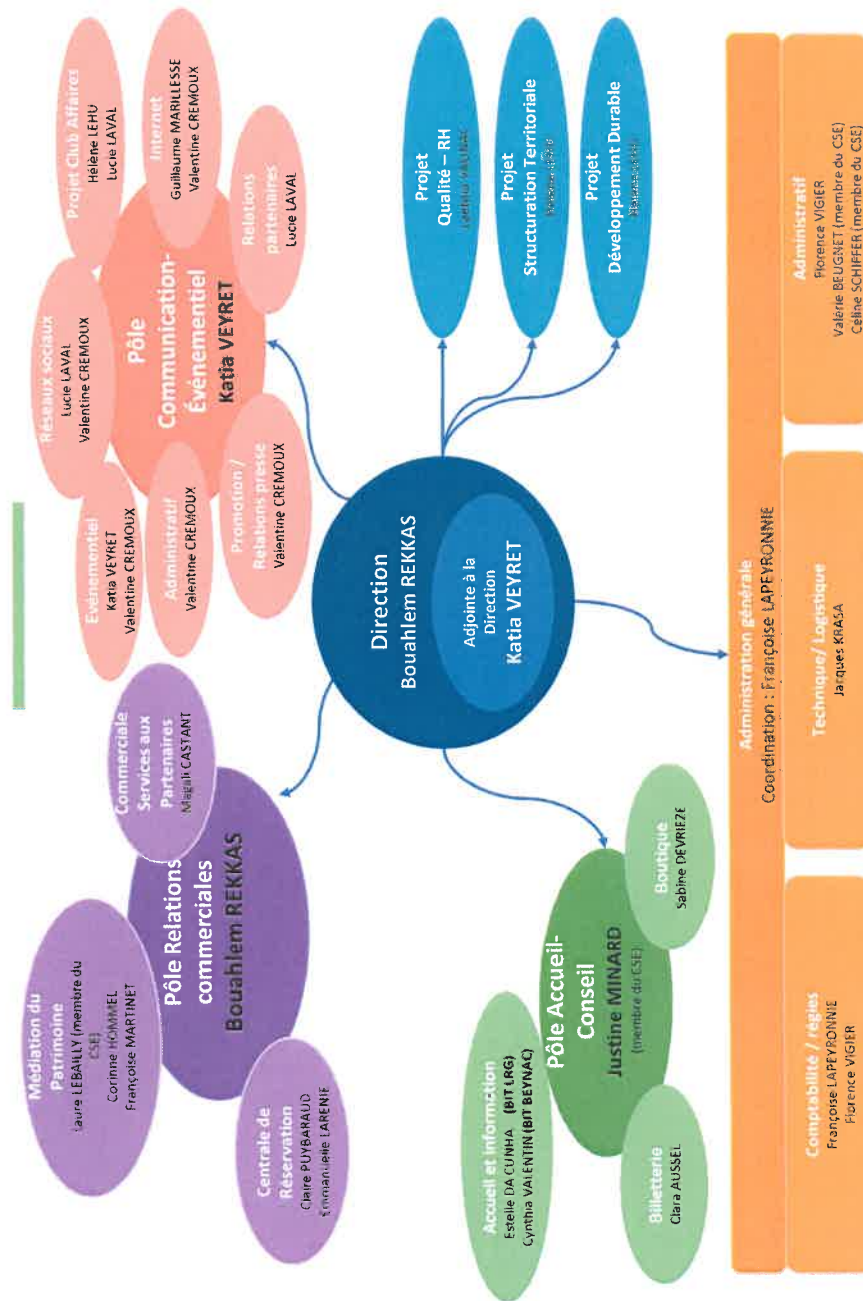 Médiation du
Patrimoine
Laure LEBAILLY (membre du
CSE)
Corinne HOMMEL
Françoise MARTINET
Commerciale
Services aux
Partenaires
Magali CASTANT
Pôle Relations
commerciales
Bouahlem REKKAS
Centrale de
Réservation
Claire PUYBARAUD
Emmanuelle LARENIE
Evénementiel
Katia VEYRET
Valentine CREMOUX
Réseaux sociaux
Lucie LAVAL
Valentine CREMOUX
Projet Club Affaires
Hélène LEHU
Lucie LAVAL
Internet
Guillaume MARILLESSE
Valentine CREMOUX
Administratif
Valentine CREMOUX
Pôle
Communication-
Événementiel
Katia VEYRET
Promotion /
Relations presse
Valentine CREMOUX
Relations
partenaires
Lucie LAVAL
Direction
Bouahlem REKKAS
Adjointe à la
Direction
Katia VEYRET
Projet
Qualité – RH
Projet
Structuration Territoriale
Projet
Développement Durable
Accueil et information
Estelle DA CUNHA (BIT LRG)
Cynthia VALENTIN (BIT BEYNAC)
Pôle Accueil-
Conseil
Justine MINARD
(membre du CSE)
Boutique
Sabine DEVRIEZE
Billetterie
Clara AUSSEL
Administration générale
Coordination : Françoise LAPEYRONNIE
Comptabilité / régies
Françoise LAPEYRONNIE
Florence VIGIER
Technique/ Logistique
Jacques KRASA
Administratif
Florence VIGIER
Valérie BEUGNET (membre du CSE)
Céline SCHIFFER (membre du CSE)